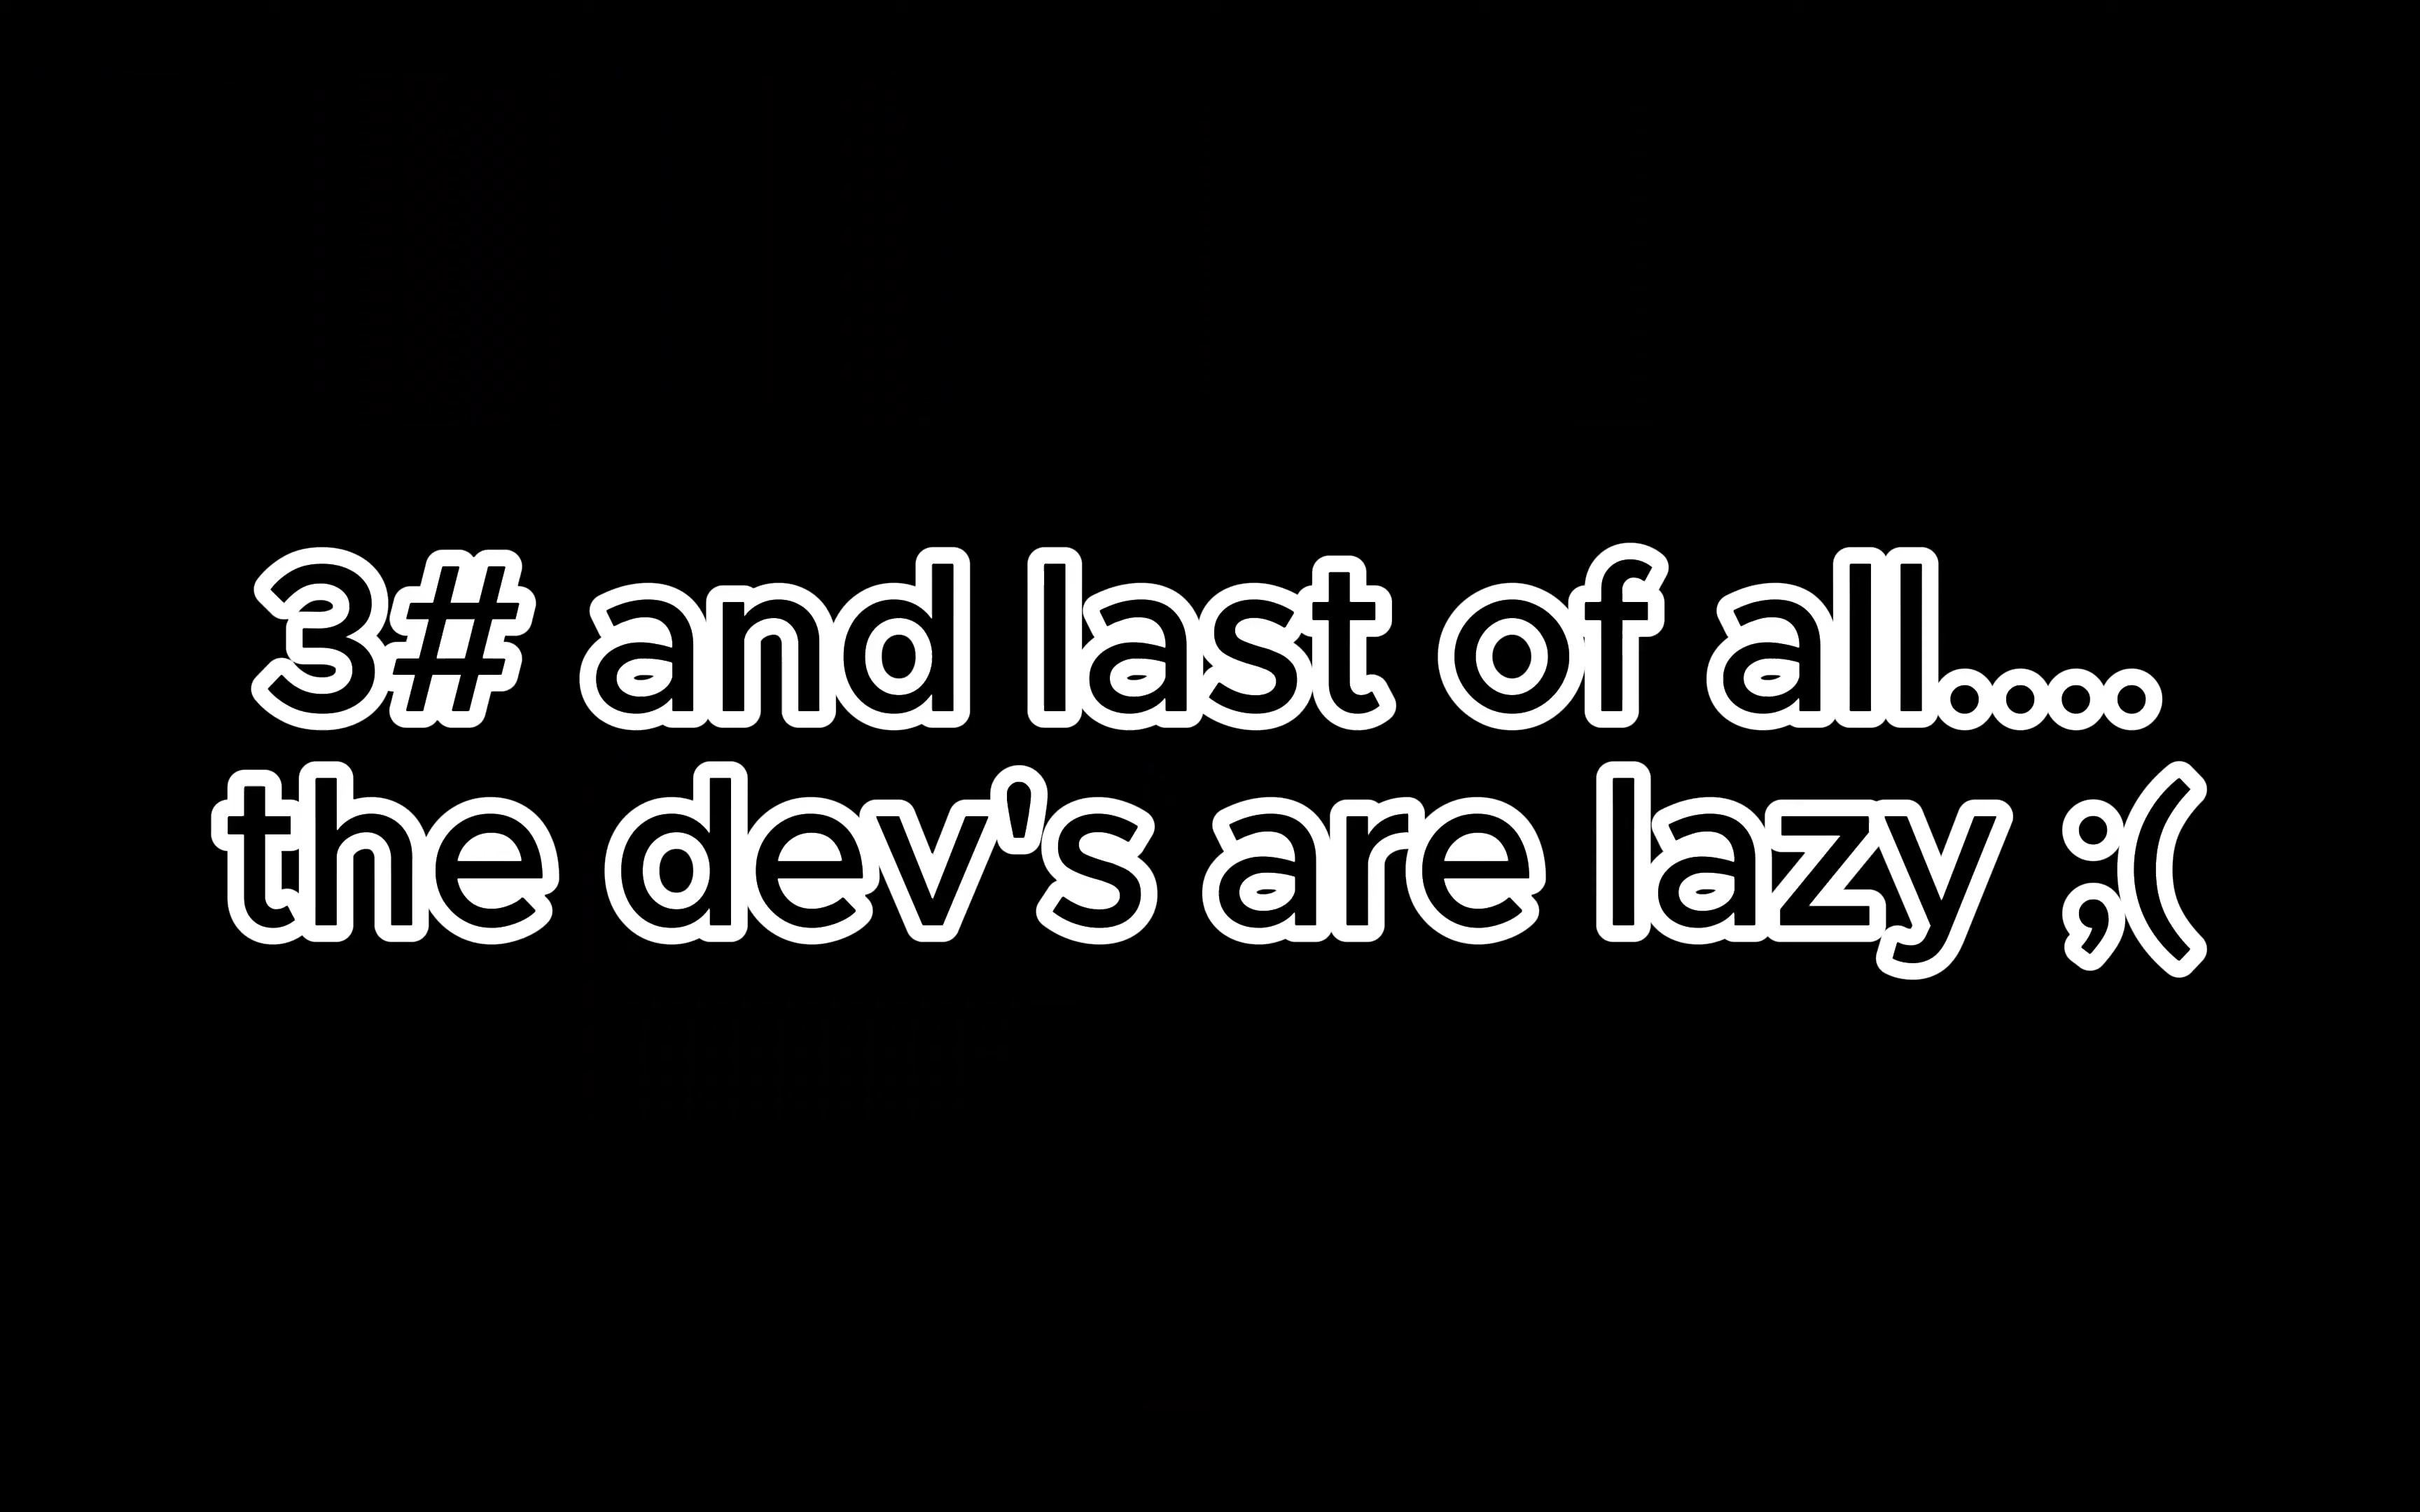 3# and last of all....
the dev's are lazy ;(